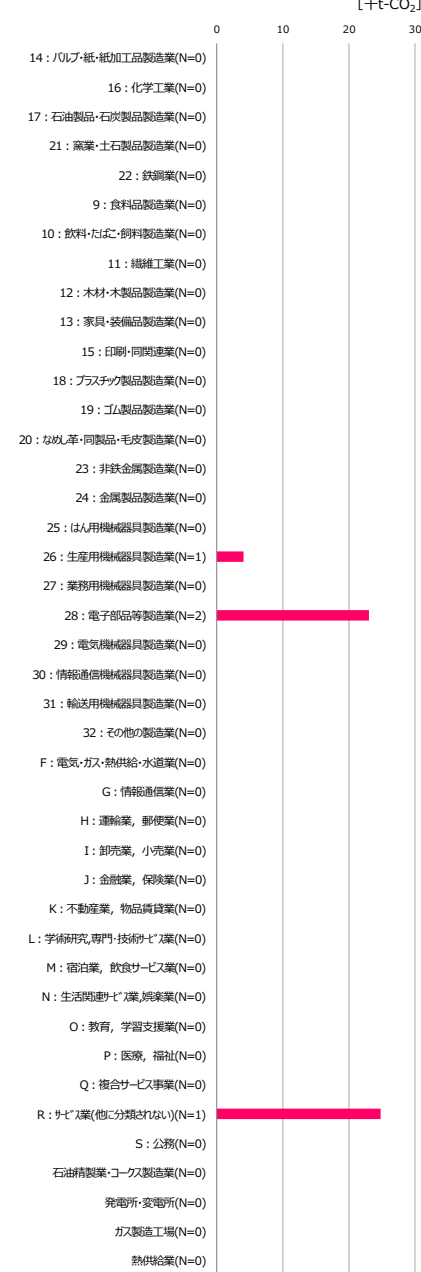 [千t-CO₂]
0 10 20 30
14：パルプ・紙・紙加工品製造業(N=0)
16：化学工業(N=0)
17：石油製品・石炭製品製造業(N=0)
21：窯業・土石製品製造業(N=0)
22：鉄鋼業(N=0)
9：食料品製造業(N=0)
10：飲料・たばこ・飼料製造業(N=0)
11：繊維工業(N=0)
12：木材・木製品製造業(N=0)
13：家具・装備品製造業(N=0)
15：印刷・同関連業(N=0)
18：プラスチック製品製造業(N=0)
19：ゴム製品製造業(N=0)
20：なめし革・同製品・毛皮製造業(N=0)
23：非鉄金属製造業(N=0)
24：金属製品製造業(N=0)
25：はん用機械器具製造業(N=0)
26：生産用機械器具製造業(N=1)
27：業務用機械器具製造業(N=0)
28：電子部品等製造業(N=2)
29：電気機械器具製造業(N=0)
30：情報通信機械器具製造業(N=0)
31：輸送用機械器具製造業(N=0)
32：その他の製造業(N=0)
F：電気・ガス・熱供給・水道業(N=0)
G：情報通信業(N=0)
H：運輸業，郵便業(N=0)
I：卸売業，小売業(N=0)
J：金融業，保険業(N=0)
K：不動産業，物品賃貸業(N=0)
L：学術研究,専門・技術ｻｰﾋﾞｽ業(N=0)
M：宿泊業，飲食サービス業(N=0)
N：生活関連ｻｰﾋﾞｽ業,娯楽業(N=0)
O：教育，学習支援業(N=0)
P：医療，福祉(N=0)
Q：複合サービス事業(N=0)
R：ｻｰﾋﾞｽ業(他に分類されない)(N=1)
S：公務(N=0)
石油精製業・コークス製造業(N=0)
発電所・変電所(N=0)
ガス製造工場(N=0)
熱供給業(N=0)